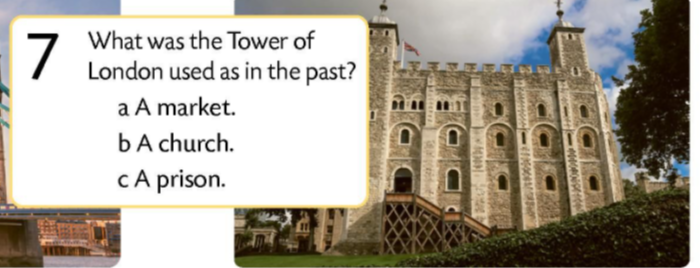 7
What was the Tower of
London used as in the past?
a A market.
b A church.
c A prison.